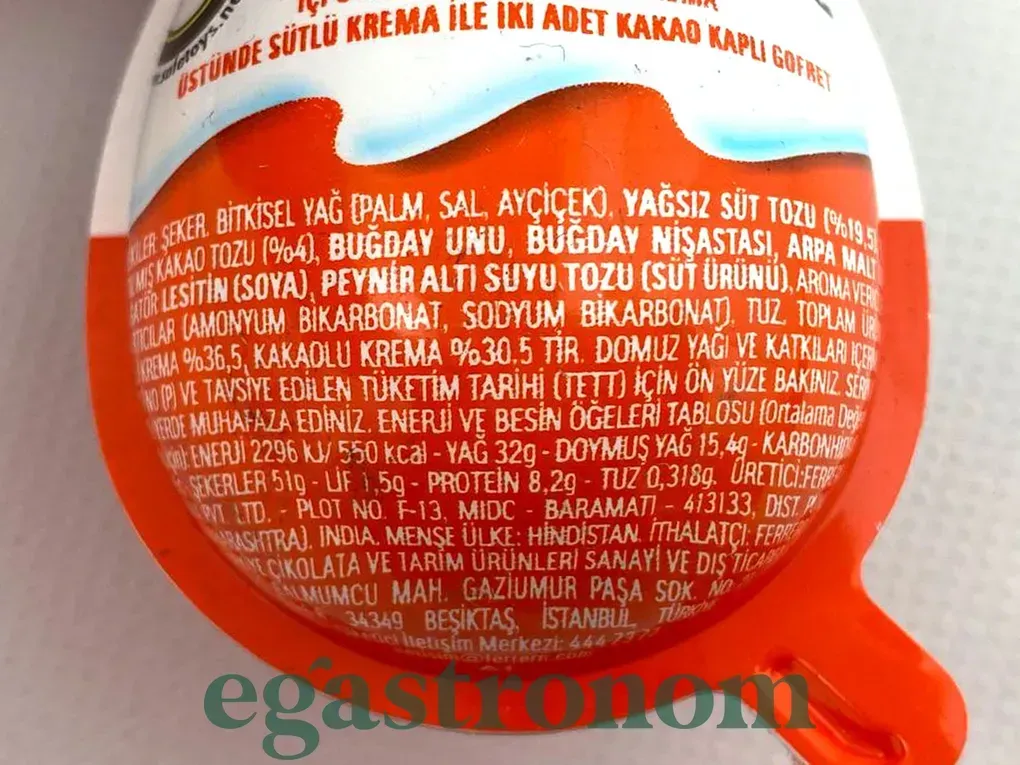 ÜSTÜNDE SÜTLÜ KREMA İLE İKİ ADET KAKAO KAPLI GOFRET
ŞEKER, BİTKİSEL YAĞ (PALM, SAL, AYÇİÇEK), YAĞSIZ SÜT TOZU (%19,5)
KAKAO TOZU (%4), BUĞDAY UNU, BUĞDAY NİŞASTASI, ARPA MALT
LESİTİN (SOYA), PEYNİR ALTI SUYU TOZU (SÜT ÜRÜNÜ), AROMA
(AMONYUM BİKARBONAT, SODYUM BİKARBONAT), TUZ. TOPLAM
KREMA %36,5, KAKAOLU KREMA %30.5 TİR. DOMUZ YAĞI VE KATKILARI
(P) VE TAVSİYE EDİLEN TÜKETİM TARİHİ (TETT) İÇİN ÖN YÜZE BAKINIZ.
MUHAFAZA EDİNİZ. ENERJİ VE BESİN ÖĞELERİ TABLOSU (Ortalama
ENERJİ 2296 kJ/ 550 kcal - YAĞ 32g - DOYMUŞ YAĞ 15,4g -
ŞEKERLER 51g - LİF 1,5g - PROTEİN 8,2g - TUZ 0,318g. ÜRETİCİ:
PVT. LTD. - PLOT NO. F-13, MIDC - BARAMATI - 413133, DIST.
INDIA. MENŞE ÜLKE: HİNDİSTAN. İTHALATÇI:
ÇİKOLATA VE TARIM ÜRÜNLERİ SANAYİ VE DIŞ
MAH. GAZİUMUR PAŞA SOK.
34349 BEŞİKTAŞ, İSTANBUL,
İletişim Merkezi: 444
egastronom